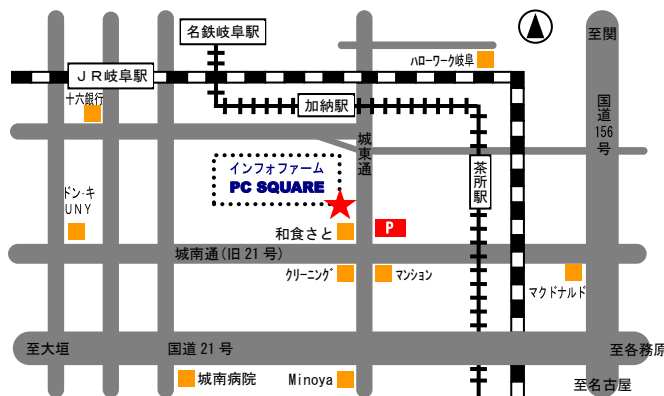 名鉄岐阜駅
至関
ハローワーク岐阜
JR岐阜駅
十六銀行
加納駅
国道
156
号
城東通
インフォファーム
PC SQUARE
茶所駅
ドン・キ
UNY
和食さと
P
城南通(旧21号)
クリーニング
マンション
マクドナルド
至大垣
国道21号
至各務原
城南病院
Minoya
至名古屋